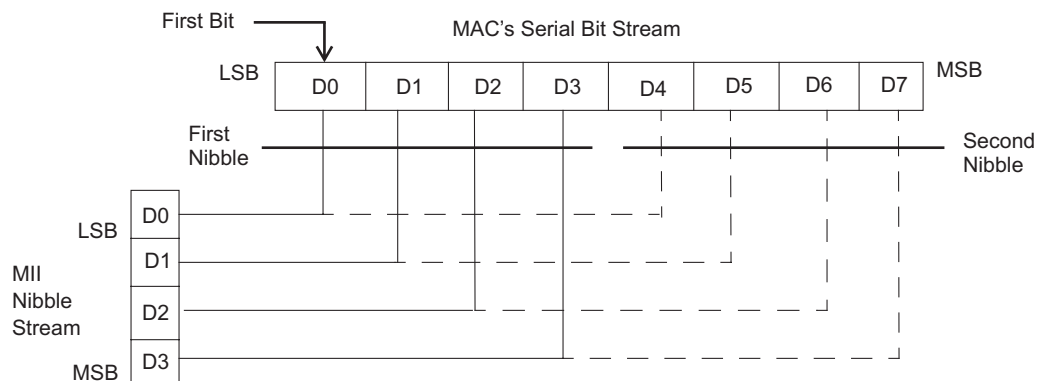 First Bit
MAC's Serial Bit Stream
LSB
MSB
D0 D1 D2 D3 D4 D5 D6 D7
First
Nibble
Second
Nibble
LSB
D0
D1
MII
Nibble
Stream
D2
D3
MSB